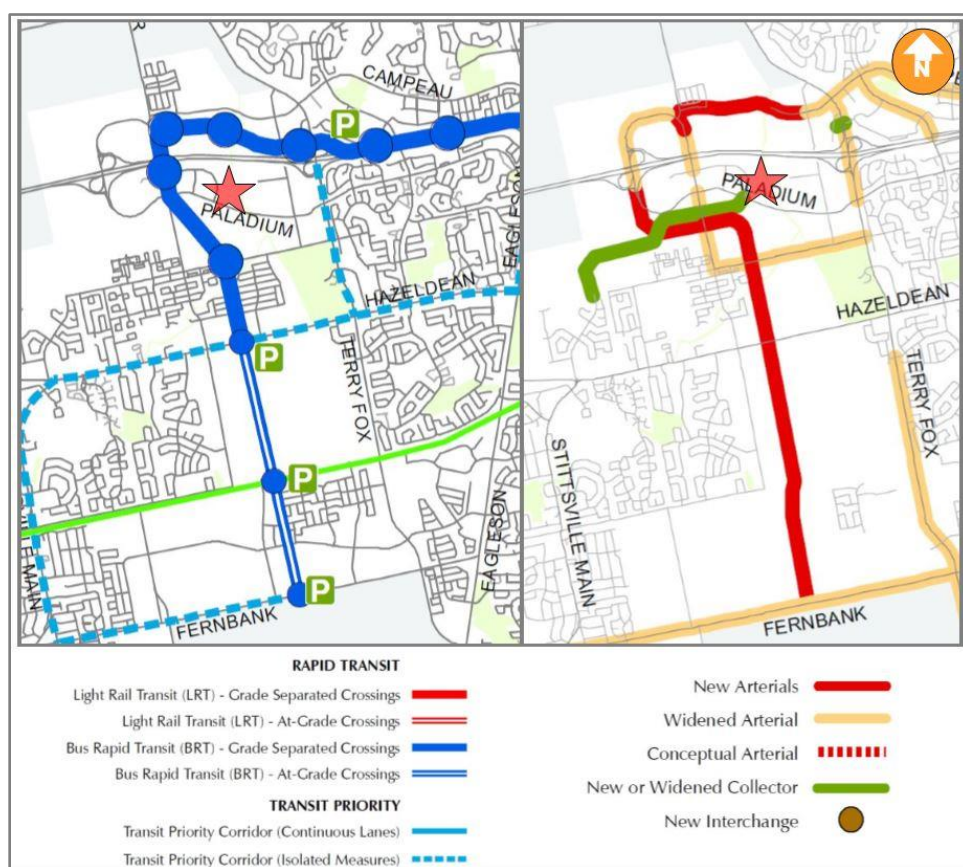 R
CAMPEAU
P
PALADIUM
EAGLESON
HAZELDEAN
P
TERRY FOX
P
MAIN
EAGLESON
P
FERNBANK
N
PE
PALADIUM
HAZELDEAN
TERRY FOX
STITTSVILLE MAIN
FERNBANK
RAPID TRANSIT
Light Rail Transit (LRT) - Grade Separated Crossings
Light Rail Transit (LRT) - At-Grade Crossings
Bus Rapid Transit (BRT) - Grade Separated Crossings
Bus Rapid Transit (BRT) - At-Grade Crossings
TRANSIT PRIORITY
Transit Priority Corridor (Continuous Lanes)
Transit Priority Corridor (Isolated Measures)
New Arterials
Widened Arterial
Conceptual Arterial
New or Widened Collector
New Interchange